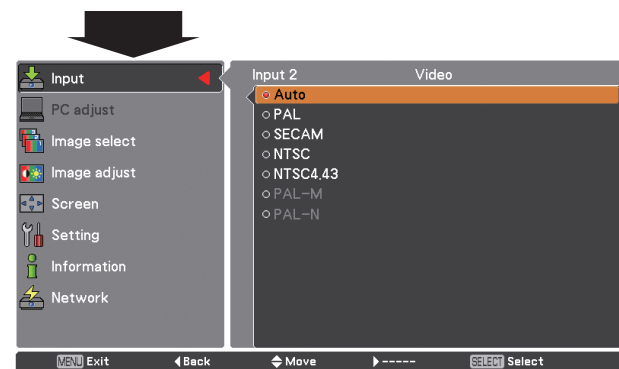 Input
PC adjust
Image select
Image adjust
Screen
Setting
Information
Network
Input 2 Video
Auto
PAL
SECAM
NTSC
NTSC4.43
PAL-M
PAL-N
MENU Exit Back Move ----- SELECT Select